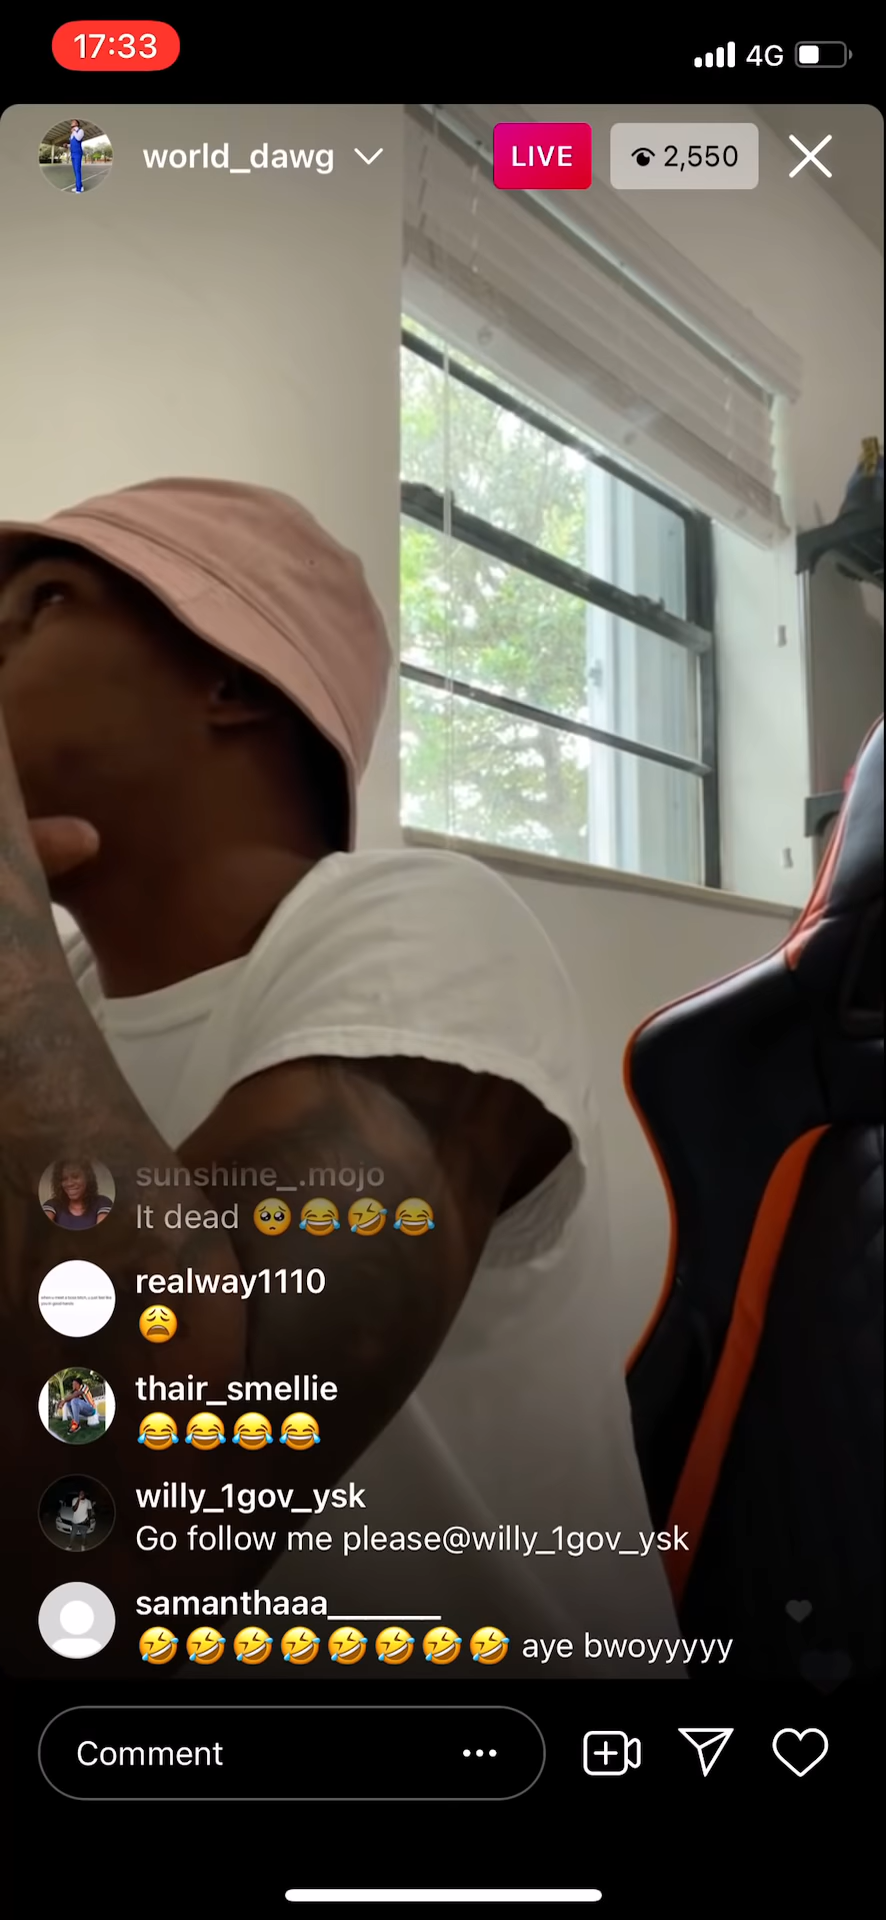 17:33
4G
world_dawg
LIVE
2,550
sunshine_.mojo
It dead 🥺😂🤣😂
realway1110
😩
thair_smellie
😂😂😂😂
willy_1gov_ysk
Go follow me please@willy_1gov_ysk
samanthaaa______
🤣🤣🤣🤣🤣🤣🤣🤣 aye bwoyyyyy
Comment